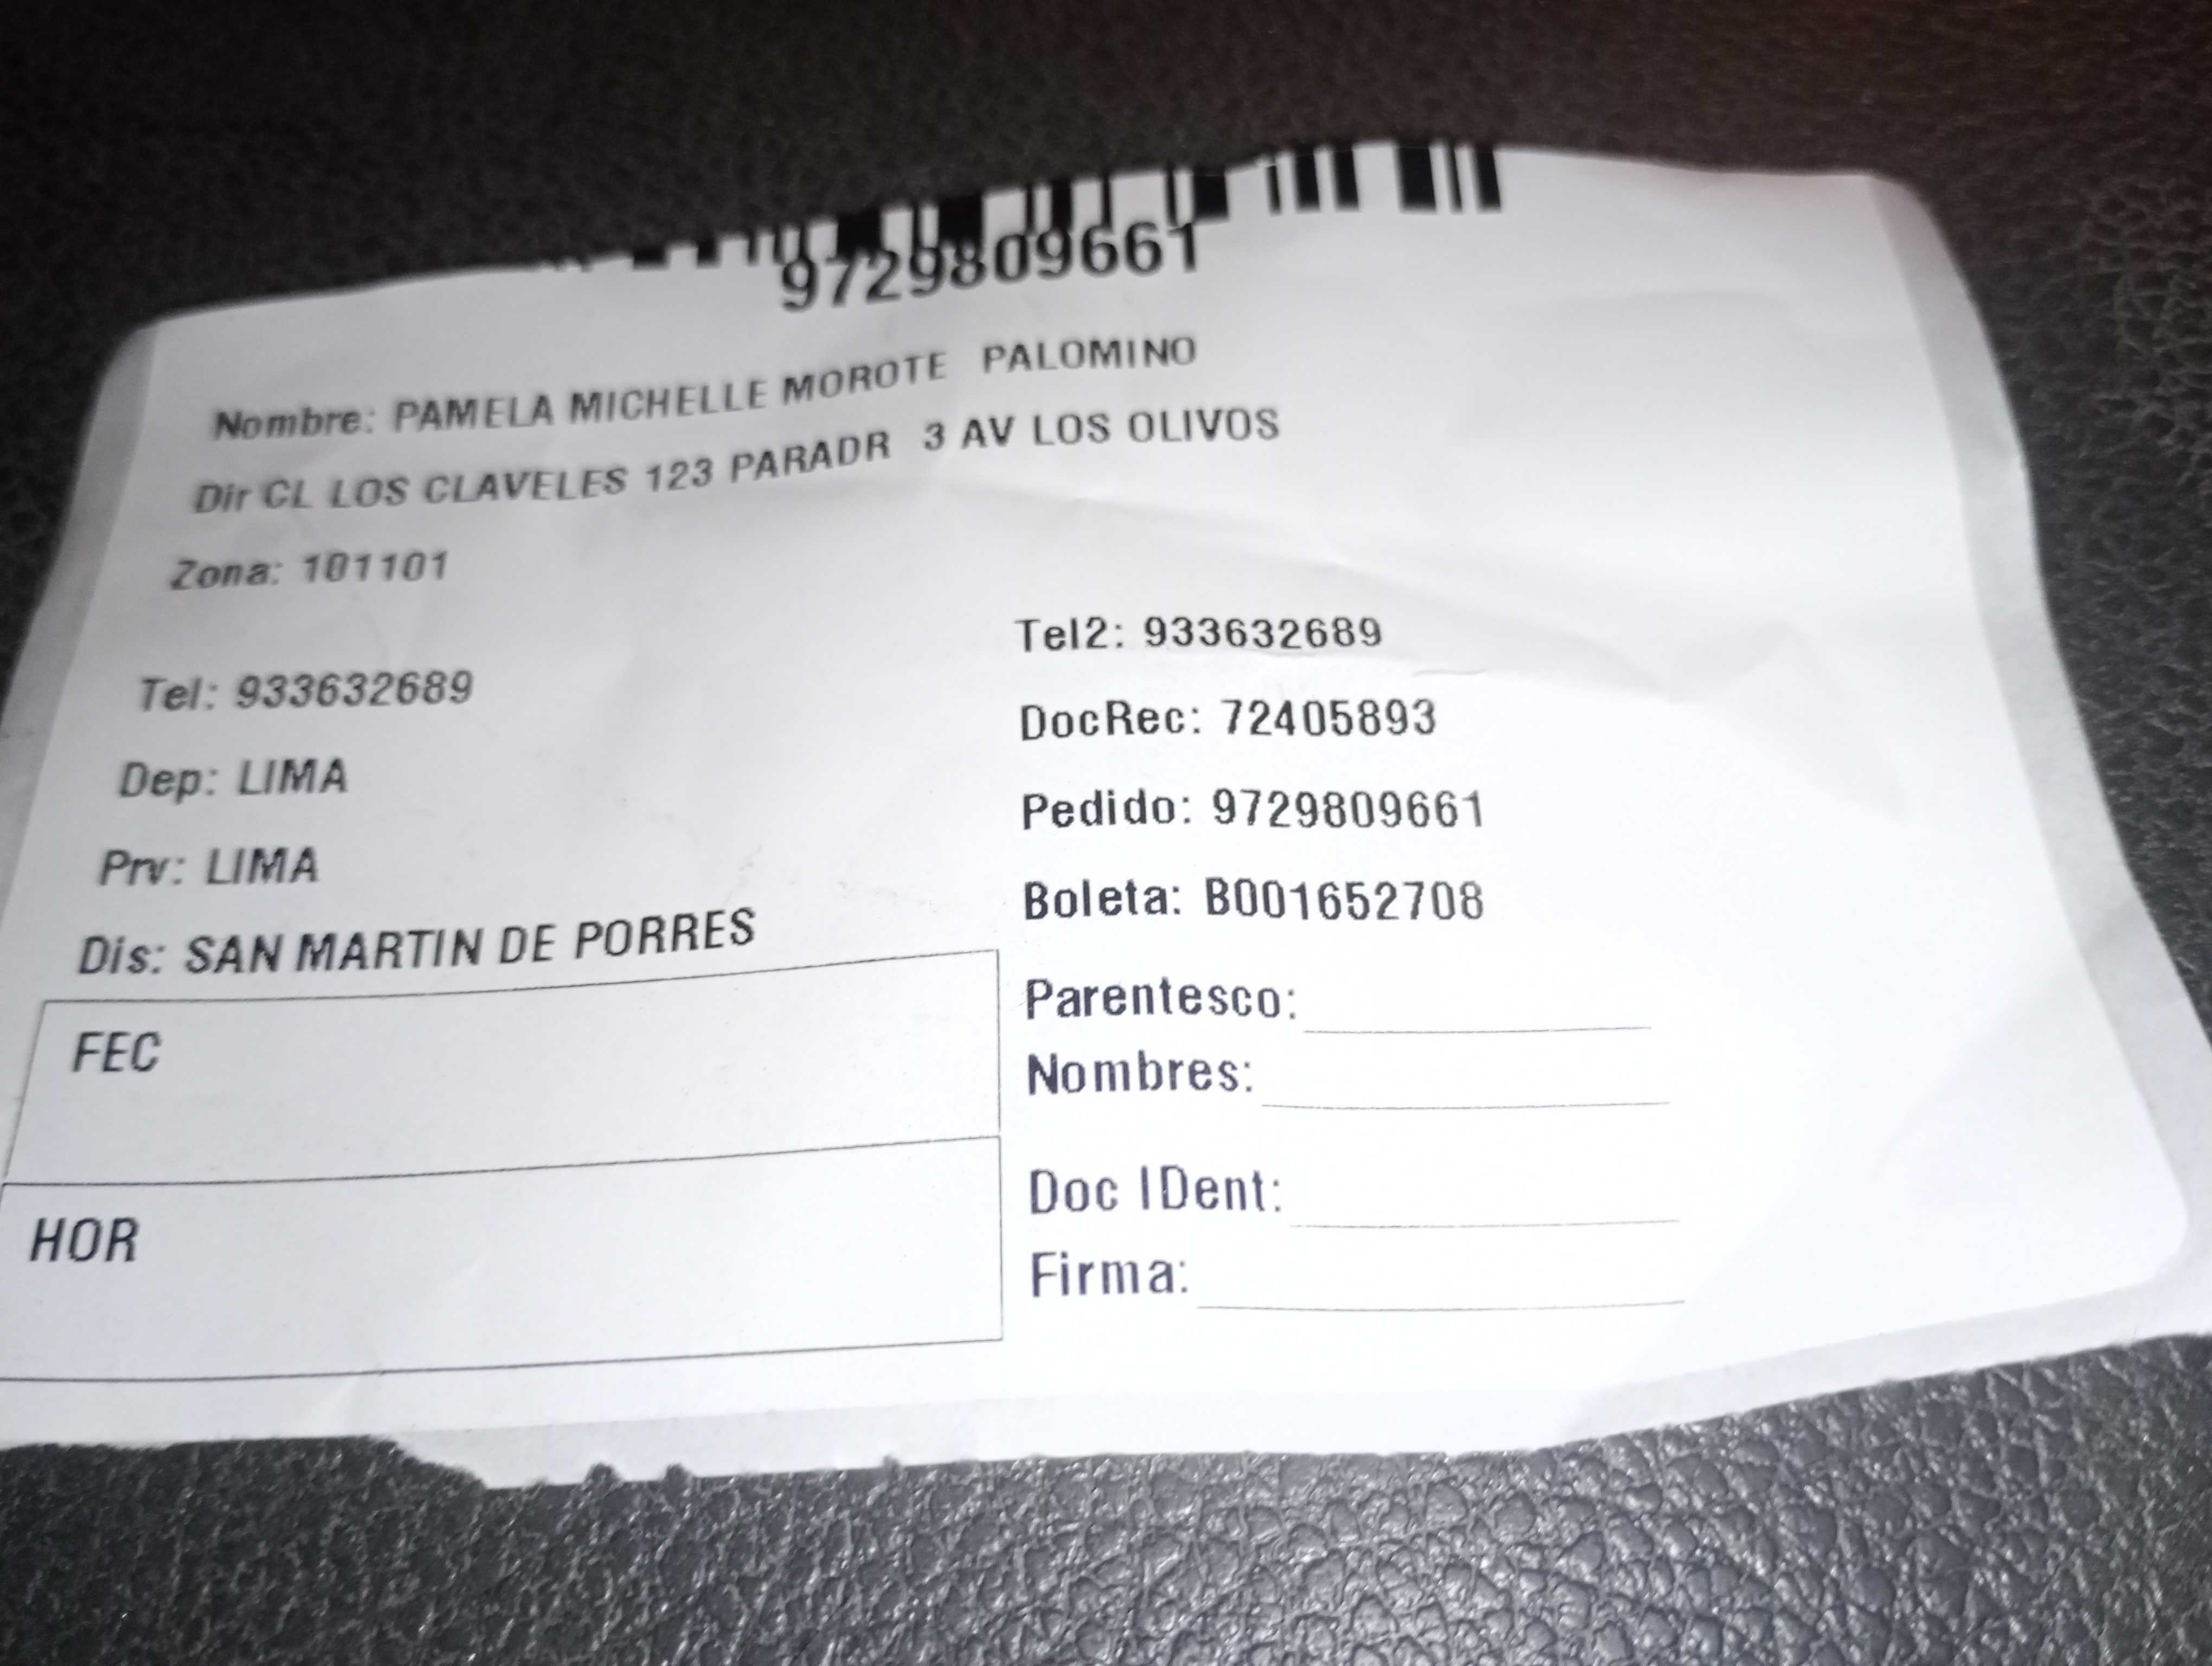 9729809661
Nombre: PAMELA MICHELLE MOROTE PALOMINO
Dir CL LOS CLAVELES 123 PARADR 3 AV LOS OLIVOS
Zona: 101101
Tel: 933632689
Dep: LIMA
Prv: LIMA
Dis: SAN MARTIN DE PORRES
FEC
HOR
Tel2: 933632689
DocRec: 72405893
Pedido: 9729809661
Boleta: B001652708
Parentesco:
Nombres:
Doc IDent:
Firma: